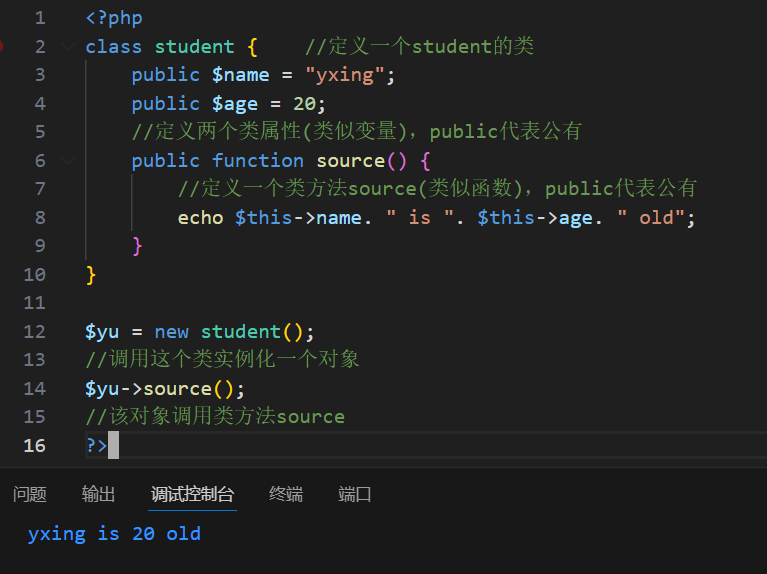 1 <?php
2 class student {    //定义一个student的类
3     public $name = "yxing";
4     public $age = 20;
5     //定义两个类属性(类似变量)，public代表公有
6     public function source() {
7         //定义一个类方法source(类似函数)，public代表公有
8         echo $this->name. " is ". $this->age. " old";
9     }
10 }
11
12 $yu = new student();
13 //调用这个类实例化一个对象
14 $yu->source();
15 //该对象调用类方法source
16 ?>
问题 输出 调试控制台 终端 端口
yxing is 20 old